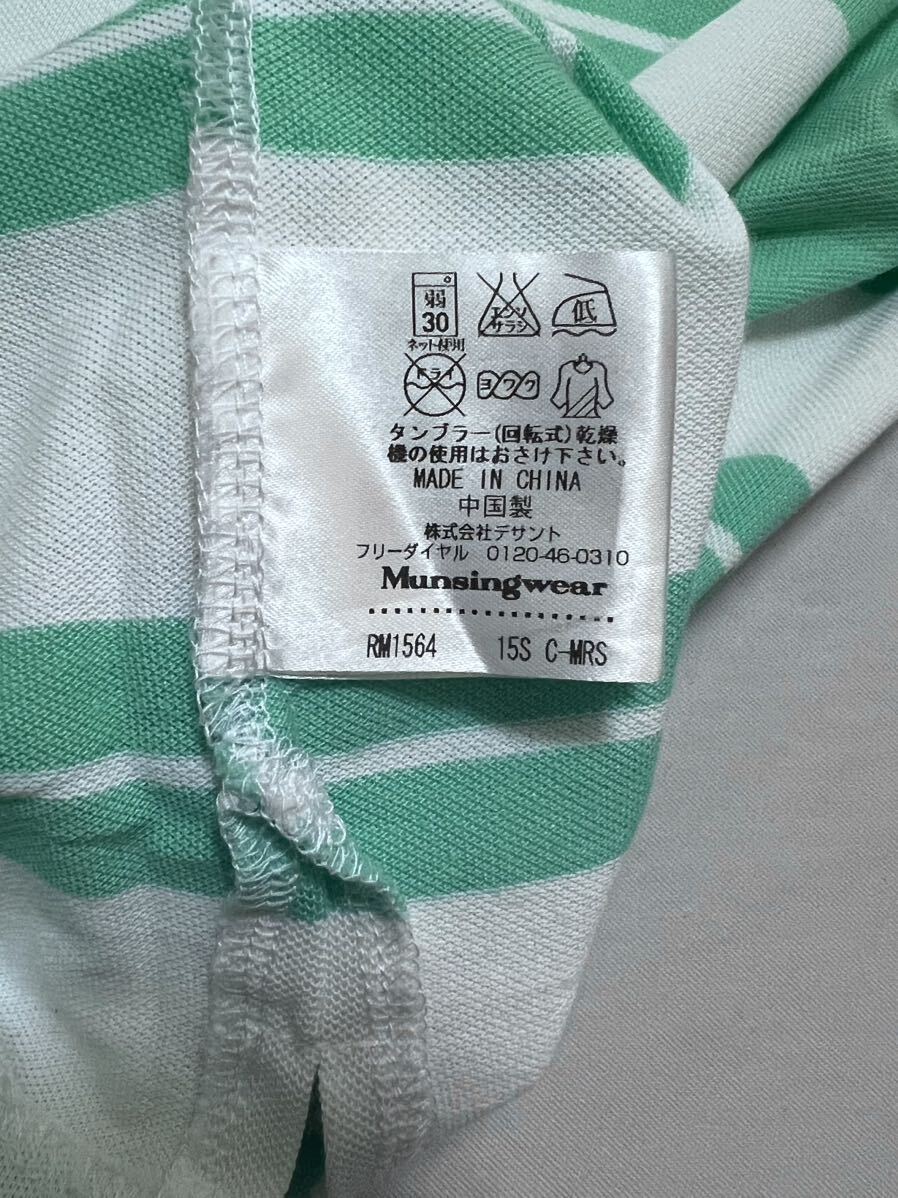 弱
30
ネット使用
エンソ
サラシ
低
ドライ
ヨワク
タンブラー(回転式)乾燥
機の使用はおさけ下さい。
MADE IN CHINA
中国製
株式会社デサント
フリーダイヤル 0120-46-0310
Munsingwear
RM1564 15S C-MRS